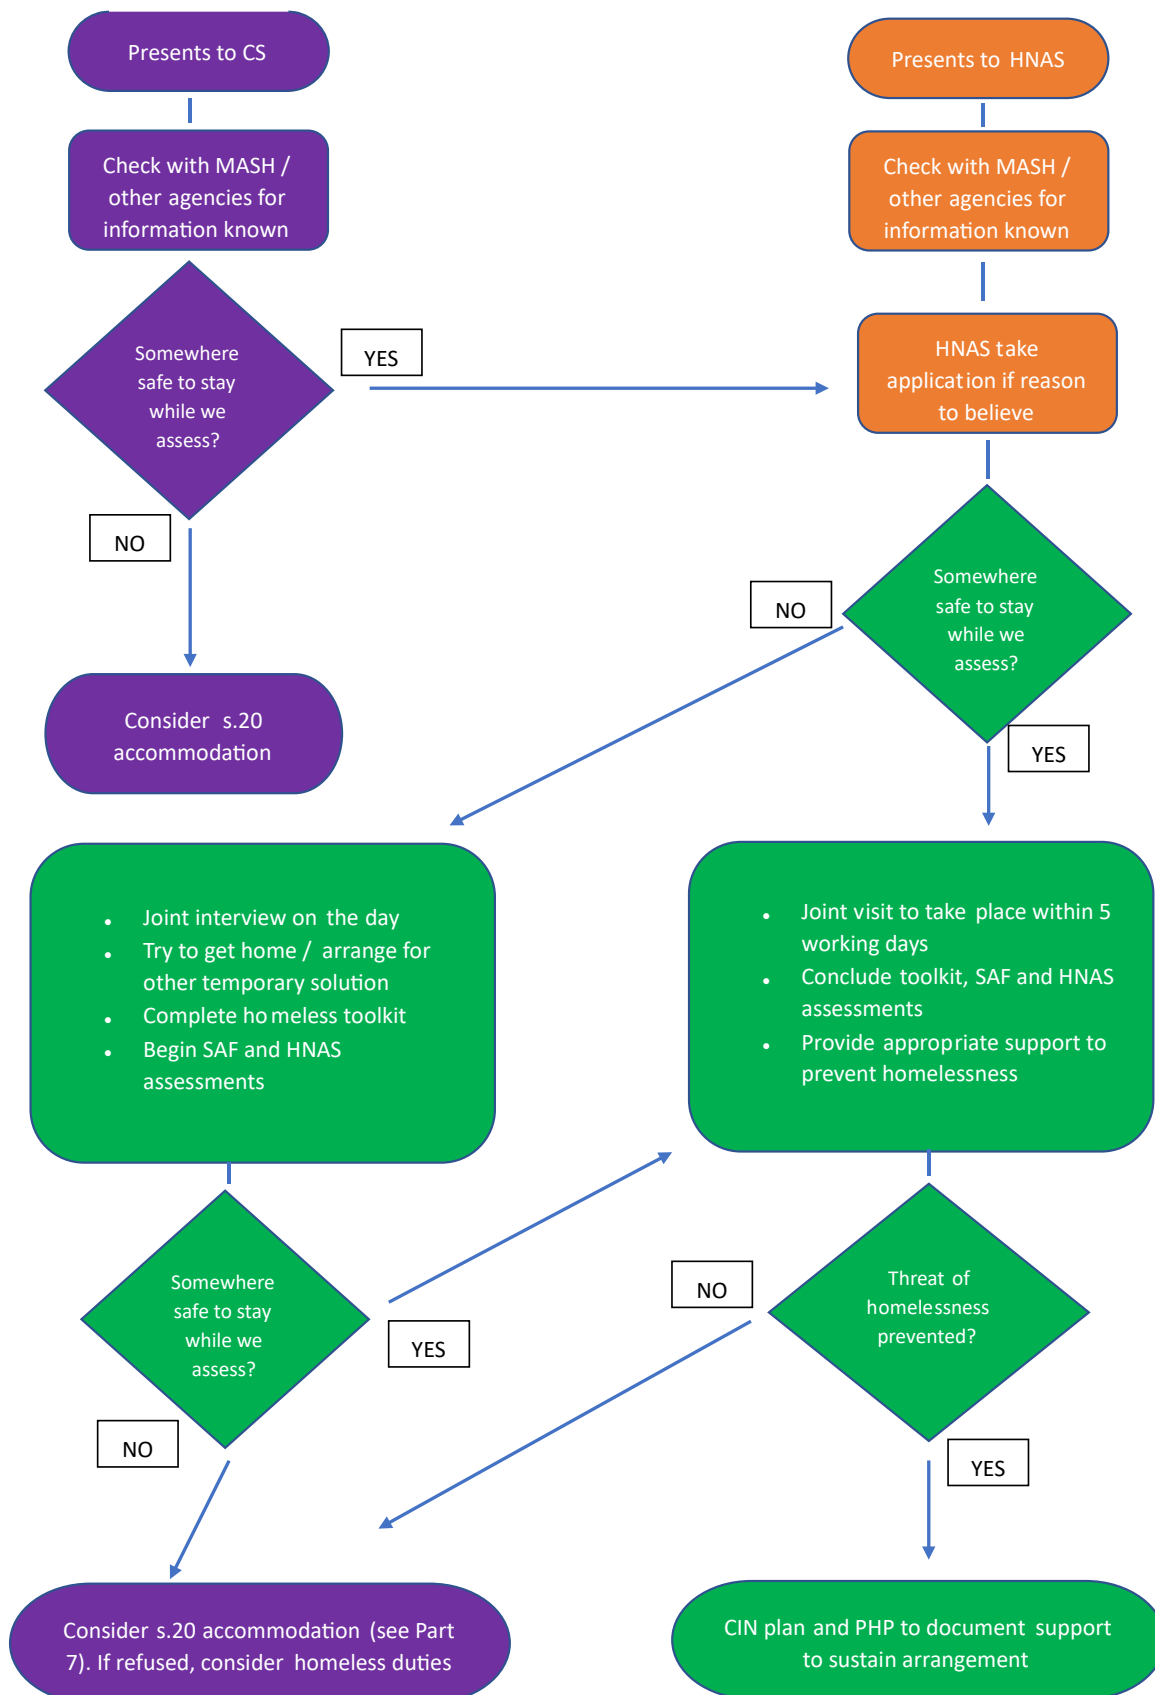 Presents to CS
Presents to HNAS
Check with MASH /
other agencies for
information known
Check with MASH /
other agencies for
information known
Somewhere
safe to stay
while we
assess?
YES
HNAS take
application if reason
to believe
NO
Somewhere
safe to stay
while we
assess?
NO
YES
Consider s.20
accommodation
• Joint interview on the day
• Try to get home / arrange for
other temporary solution
• Complete homeless toolkit
• Begin SAF and HNAS
assessments
• Joint visit to take place within 5
working days
• Conclude toolkit, SAF and HNAS
assessments
• Provide appropriate support to
prevent homelessness
Somewhere
safe to stay
while we
assess?
YES
NO
NO
Threat of
homelessness
prevented?
YES
Consider s.20 accommodation (see Part
7). If refused, consider homeless duties
CIN plan and PHP to document support
to sustain arrangement